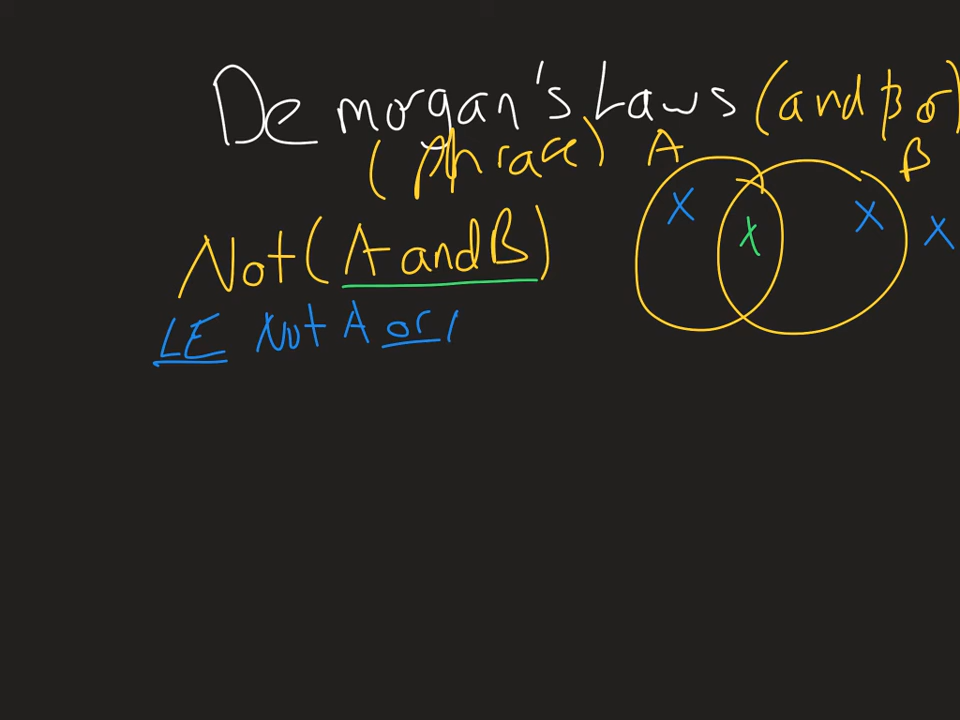 De morgan's Laws (and or)
(phrase) A B
Not (A and B) X X X X
LE Not A or